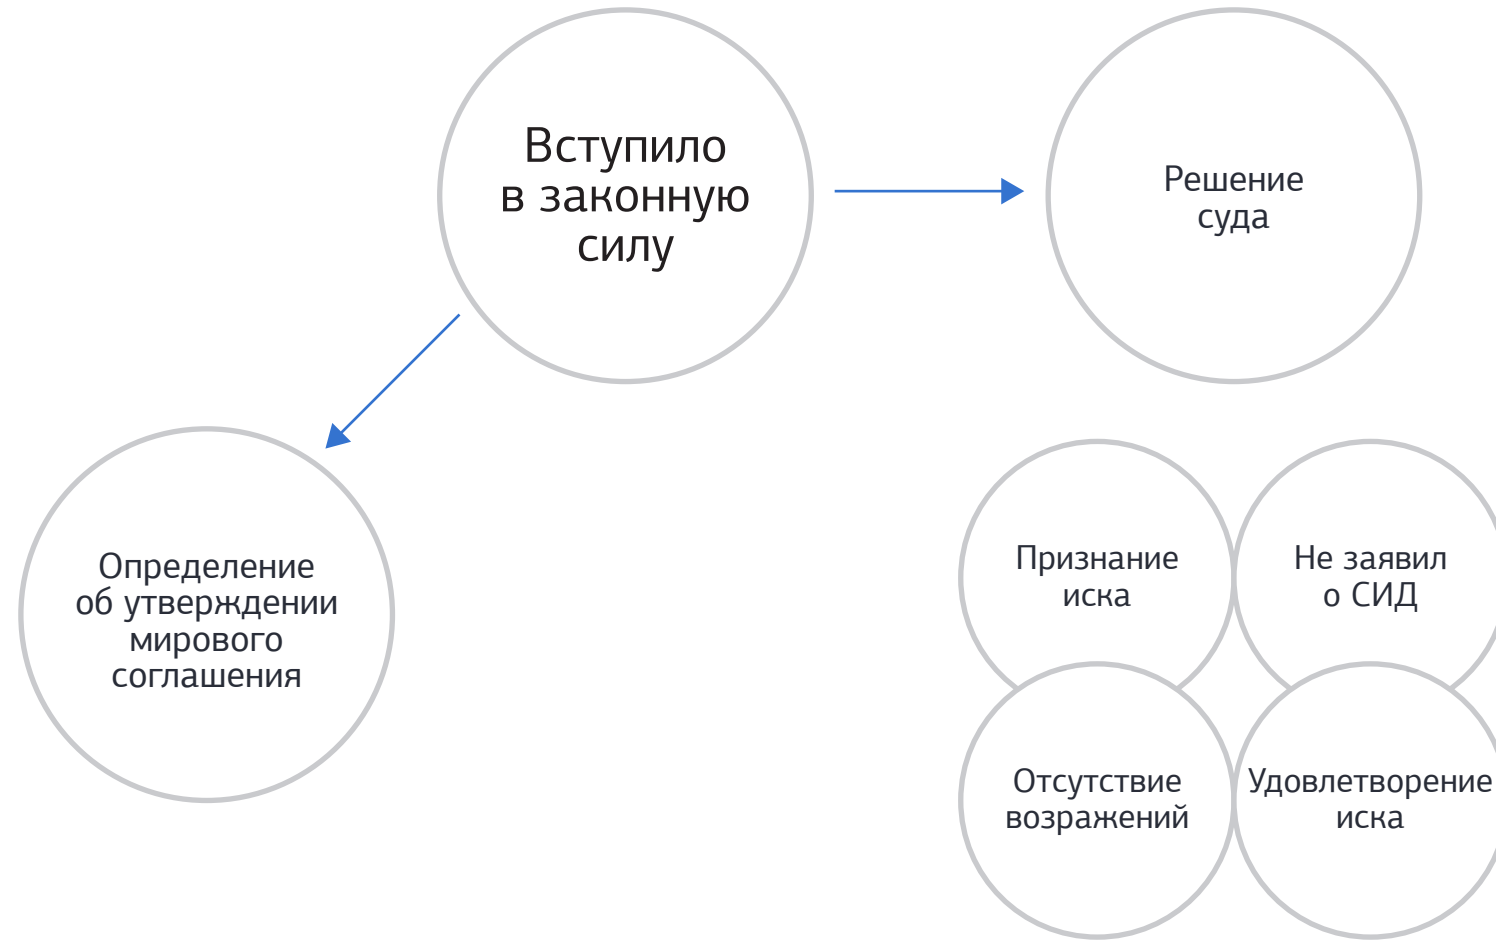 Вступило
в законную
силу
Решение
суда
Определение
об утверждении
мирового
соглашения
Признание
иска
Не заявил
о СИД
Отсутствие
возражений
Удовлетворение
иска